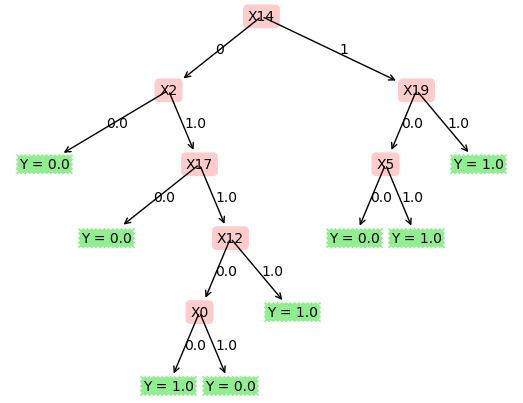 X14
0 1
X2 X19
0.0 1.0 0.0 1.0
Y = 0.0 X17 X5 Y = 1.0
0.0 1.0 0.0 1.0
Y = 0.0 X12 Y = 0.0 Y = 1.0
0.0 1.0
X0 Y = 1.0
0.0 1.0
Y = 1.0 Y = 0.0